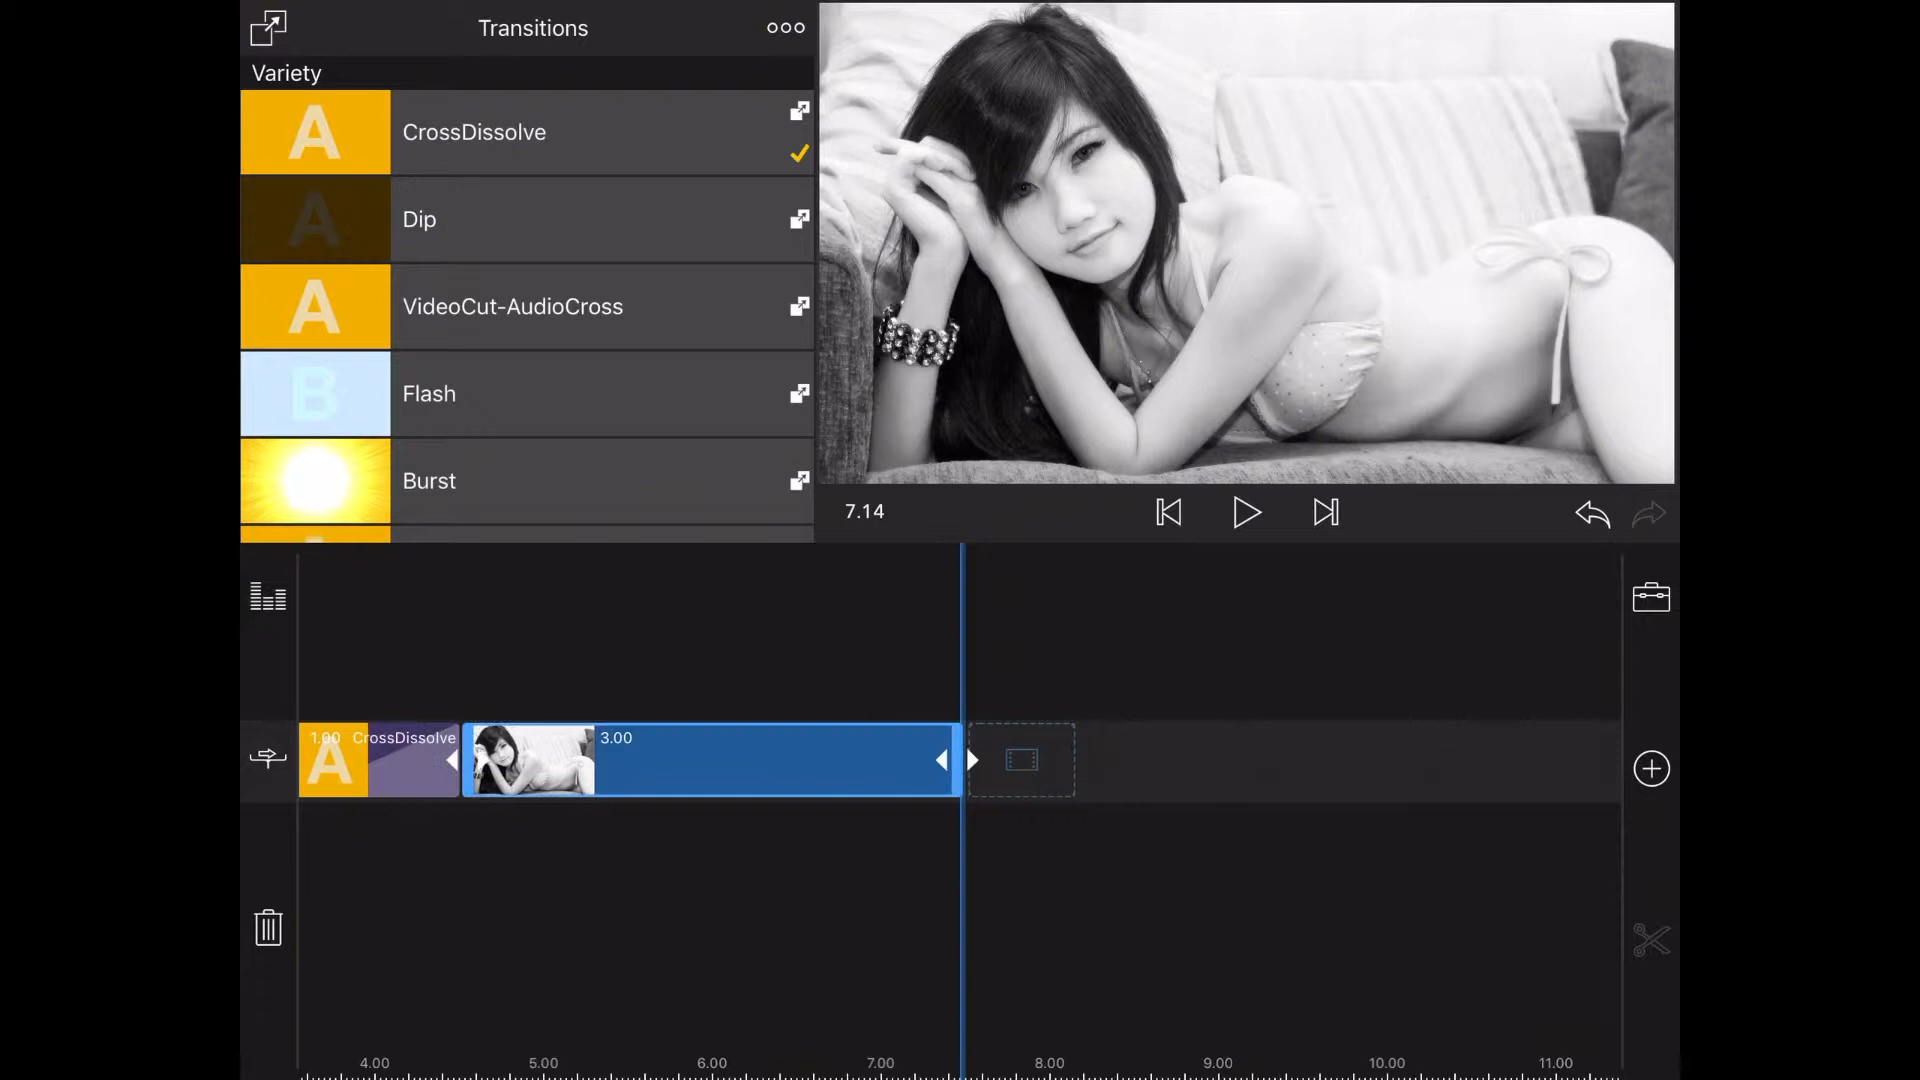 Transitions
Variety
A
CrossDissolve
A
Dip
A
VideoCut-AudioCross
B
Flash
Burst
7.14
A
1.00 CrossDissolve
3.00
4.00 5.00 6.00 7.00 8.00 9.00 10.00 11.00